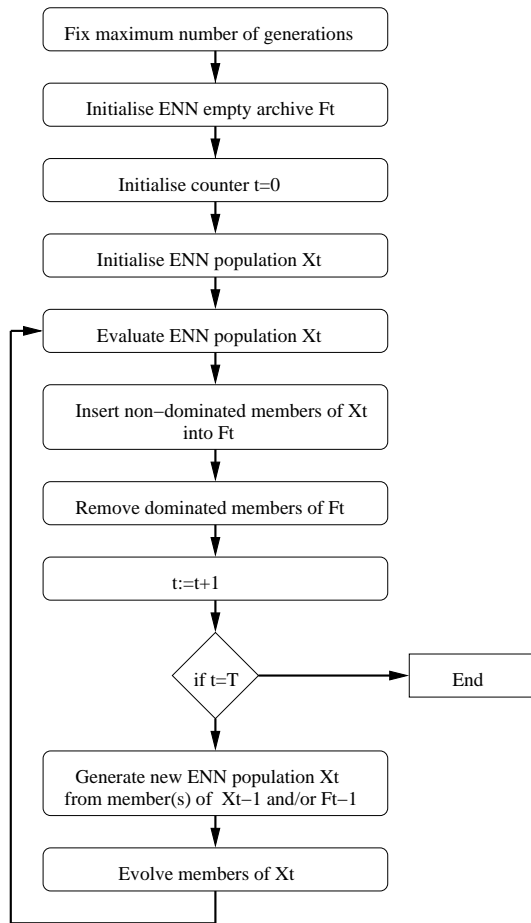 Fix maximum number of generations
Initialise ENN empty archive Ft
Initialise counter t=0
Initialise ENN population Xt
Evaluate ENN population Xt
Insert non−dominated members of Xt
into Ft
Remove dominated members of Ft
t:=t+1
if t=T
End
Generate new ENN population Xt
from member(s) of Xt−1 and/or Ft−1
Evolve members of Xt